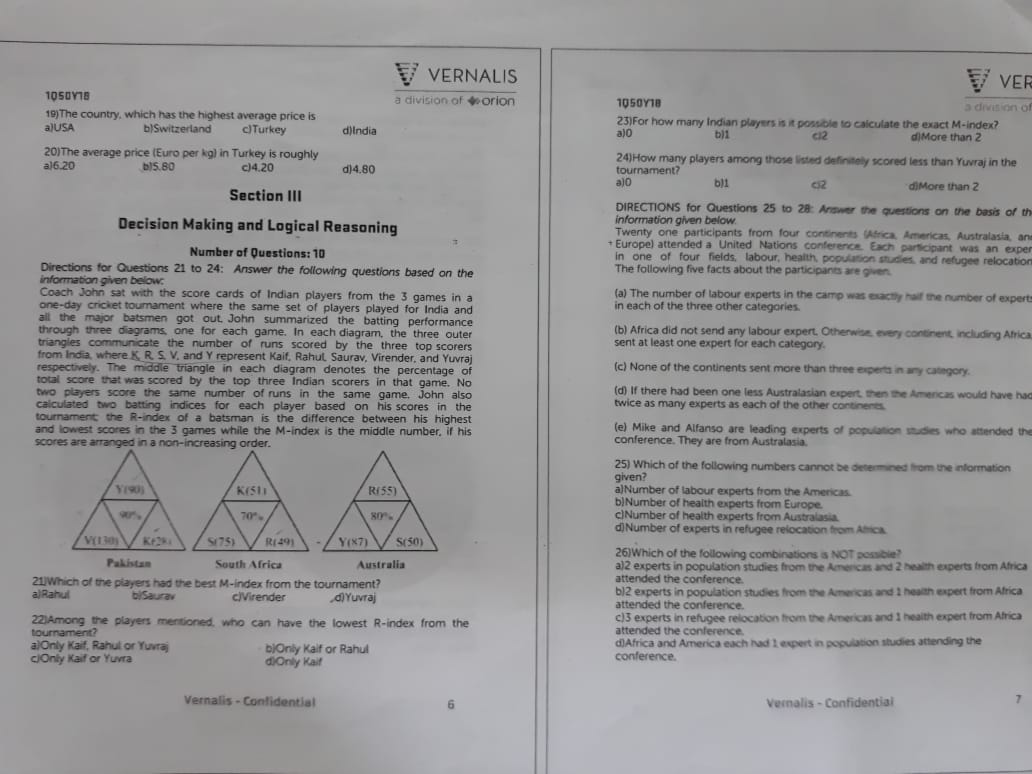 VERNALIS
a division of orion
1Q50Y18
19)The country, which has the highest average price is
a)USA b)Switzerland c)Turkey d)India
20)The average price (Euro per kg) in Turkey is roughly
a)6.20 b)5.80 c)4.20 d)4.80
Section III
Decision Making and Logical Reasoning
Number of Questions: 10
Directions for Questions 21 to 24: Answer the following questions based on the
information given below:
Coach John sat with the score cards of Indian players from the 3 games in a
one-day cricket tournament where the same set of players played for India and
all the major batsmen got out. John summarized the batting performance
through three diagrams, one for each game. In each diagram, the three outer
triangles communicate the number of runs scored by the three top scorers
from India, where K, R, S, V, and Y represent Kaif, Rahul, Saurav, Virender, and Yuvraj
respectively. The middle triangle in each diagram denotes the percentage of
total score that was scored by the top three Indian scorers in that game. No
two players score the same number of runs in the same game. John also
calculated two batting indices for each player based on his scores in the
tournament; the R-index of a batsman is the difference between his highest
and lowest scores in the 3 games while the M-index is the middle number, if his
scores are arranged in a non-increasing order.
Y(90) K(51) R(55)
90% 70% 80%
V(130) K(28) S(75) R(49) Y(87) S(50)
Pakistan South Africa Australia
21)Which of the players had the best M-index from the tournament?
a)Rahul b)Saurav c)Virender d)Yuvraj
22)Among the players mentioned, who can have the lowest R-index from the
tournament?
a)Only Kaif, Rahul or Yuvraj b)Only Kaif or Rahul
c)Only Kaif or Yuvra d)Only Kaif
Vernalis - Confidential 6
VER
a division of
1Q50Y18
23)For how many Indian players is it possible to calculate the exact M-index?
a)0 b)1 c)2 d)More than 2
24)How many players among those listed definitely scored less than Yuvraj in the
tournament?
a)0 b)1 c)2 d)More than 2
DIRECTIONS for Questions 25 to 28: Answer the questions on the basis of th
information given below.
Twenty one participants from four continents (Africa, Americas, Australasia, and
Europe) attended a United Nations conference. Each participant was an exper
in one of four fields, labour, health, population studies, and refugee relocation
The following five facts about the participants are given.
(a) The number of labour experts in the camp was exactly half the number of experts
in each of the three other categories.
(b) Africa did not send any labour expert. Otherwise, every continent, including Africa,
sent at least one expert for each category.
(c) None of the continents sent more than three experts in any category.
(d) If there had been one less Australasian expert, then the Americas would have had
twice as many experts as each of the other continents.
(e) Mike and Alfanso are leading experts of population studies who attended the
conference. They are from Australasia.
25) Which of the following numbers cannot be determined from the information
given?
a)Number of labour experts from the Americas.
b)Number of health experts from Europe.
c)Number of health experts from Australasia.
d)Number of experts in refugee relocation from Africa.
26)Which of the following combinations is NOT possible?
a)2 experts in population studies from the Americas and 2 health experts from Africa
attended the conference.
b)2 experts in population studies from the Americas and 1 health expert from Africa
attended the conference.
c)3 experts in refugee relocation from the Americas and 1 health expert from Africa
attended the conference.
d)Africa and America each had 1 expert in population studies attending the
conference.
Vernalis - Confidential 7